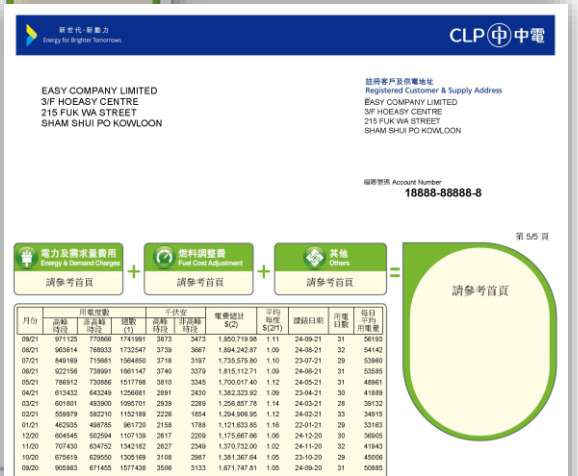 新世代·新動力
Energy for Brighter Tomorrows
CLP 中電
EASY COMPANY LIMITED
3/F HOEASY CENTRE
215 FUK WA STREET
SHAM SHUI PO KOWLOON
註冊客戶及供電地址
Registered Customer & Supply Address
EASY COMPANY LIMITED
3/F HOEASY CENTRE
215 FUK WA STREET
SHAM SHUI PO KOWLOON
賬單號碼 Account Number
18888-88888-8
第 5/5 頁
電力及需求量費用
Energy & Demand Charges
請參考首頁
+
燃料調整費
Fuel Cost Adjustment
請參考首頁
+
其他
Others
請參考首頁
=
請參考首頁
月份 用電度數 千伏安 電費總計 $(2) 平均每度 $(2/1) 讀錶日期 用電日數 每日平均用電量
高峰時段 非高峰時段 總數 (1) 高峰時段 非高峰時段
09/21 971125 770866 1741991 3873 3473 1,950,719.98 1.11 24-09-21 31 56193
08/21 963614 768933 1732547 3739 3667 1,894,242.87 1.09 24-08-21 32 54142
07/21 849169 715681 1564850 3716 3197 1,735,575.80 1.10 23-07-21 29 53960
06/21 922156 738991 1661147 3740 3379 1,815,112.71 1.09 24-06-21 31 53585
05/21 786912 730886 1517798 3810 3345 1,700,017.40 1.12 24-05-21 31 48961
04/21 613432 643249 1256681 2891 2430 1,382,323.92 1.09 23-04-21 30 41889
03/21 601801 493900 1095701 2939 2289 1,256,857.78 1.14 24-03-21 28 39132
02/21 559979 592210 1152189 2226 1854 1,294,906.95 1.12 24-02-21 33 34915
01/21 462935 498785 961720 2158 1788 1,121,633.85 1.16 22-01-21 29 33163
12/20 604545 502594 1107139 2617 2209 1,175,667.66 1.06 24-12-20 30 36905
11/20 707430 634752 1342182 2627 2349 1,370,732.00 1.02 24-11-20 32 41943
10/20 675619 629550 1305169 3108 2987 1,381,367.64 1.05 23-10-20 29 45006
09/20 905983 671455 1577438 3506 3133 1,671,747.81 1.05 24-09-20 31 50885